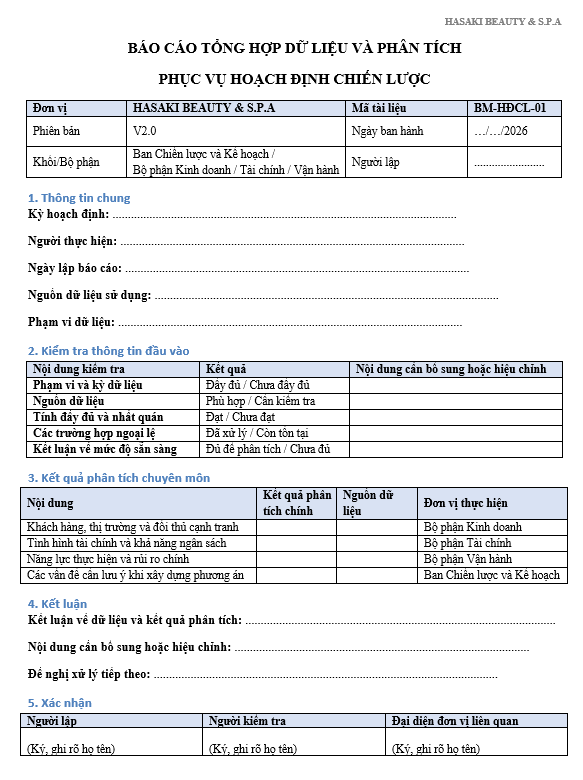 HASAKI BEAUTY & S.P.A
BÁO CÁO TỔNG HỢP DỮ LIỆU VÀ PHÂN TÍCH
PHỤC VỤ HOẠCH ĐỊNH CHIẾN LƯỢC
Đơn vị HASAKI BEAUTY & S.P.A Mã tài liệu BM-HĐCL-01
Phiên bản V2.0 Ngày ban hành …/…/2026
Khối/Bộ phận Ban Chiến lược và Kế hoạch / Bộ phận Kinh doanh / Tài chính / Vận hành Người lập ........................
1. Thông tin chung
Kỳ hoạch định: ....................................................................................................................
Người thực hiện: ....................................................................................................................
Ngày lập báo cáo: ....................................................................................................................
Nguồn dữ liệu sử dụng: ....................................................................................................................
Phạm vi dữ liệu: ....................................................................................................................
2. Kiểm tra thông tin đầu vào
Nội dung kiểm tra Kết quả Nội dung cần bổ sung hoặc hiệu chỉnh
Phạm vi và kỳ dữ liệu Đầy đủ / Chưa đầy đủ
Nguồn dữ liệu Phù hợp / Cần kiểm tra
Tính đầy đủ và nhất quán Đạt / Chưa đạt
Các trường hợp ngoại lệ Đã xử lý / Còn tồn tại
Kết luận về mức độ sẵn sàng Đủ để phân tích / Chưa đủ
3. Kết quả phân tích chuyên môn
Nội dung Kết quả phân tích chính Nguồn dữ liệu Đơn vị thực hiện
Khách hàng, thị trường và đối thủ cạnh tranh Bộ phận Kinh doanh
Tình hình tài chính và khả năng ngân sách Bộ phận Tài chính
Năng lực thực hiện và rủi ro chính Bộ phận Vận hành
Các vấn đề cần lưu ý khi xây dựng phương án Ban Chiến lược và Kế hoạch
4. Kết luận
Kết luận về dữ liệu và kết quả phân tích: ........................................................................................................
Nội dung cần bổ sung hoặc hiệu chỉnh: ....................................................................................................
Đề nghị xử lý tiếp theo: ....................................................................................................................
5. Xác nhận
Người lập Người kiểm tra Đại diện đơn vị liên quan
(Ký, ghi rõ họ tên) (Ký, ghi rõ họ tên) (Ký, ghi rõ họ tên)